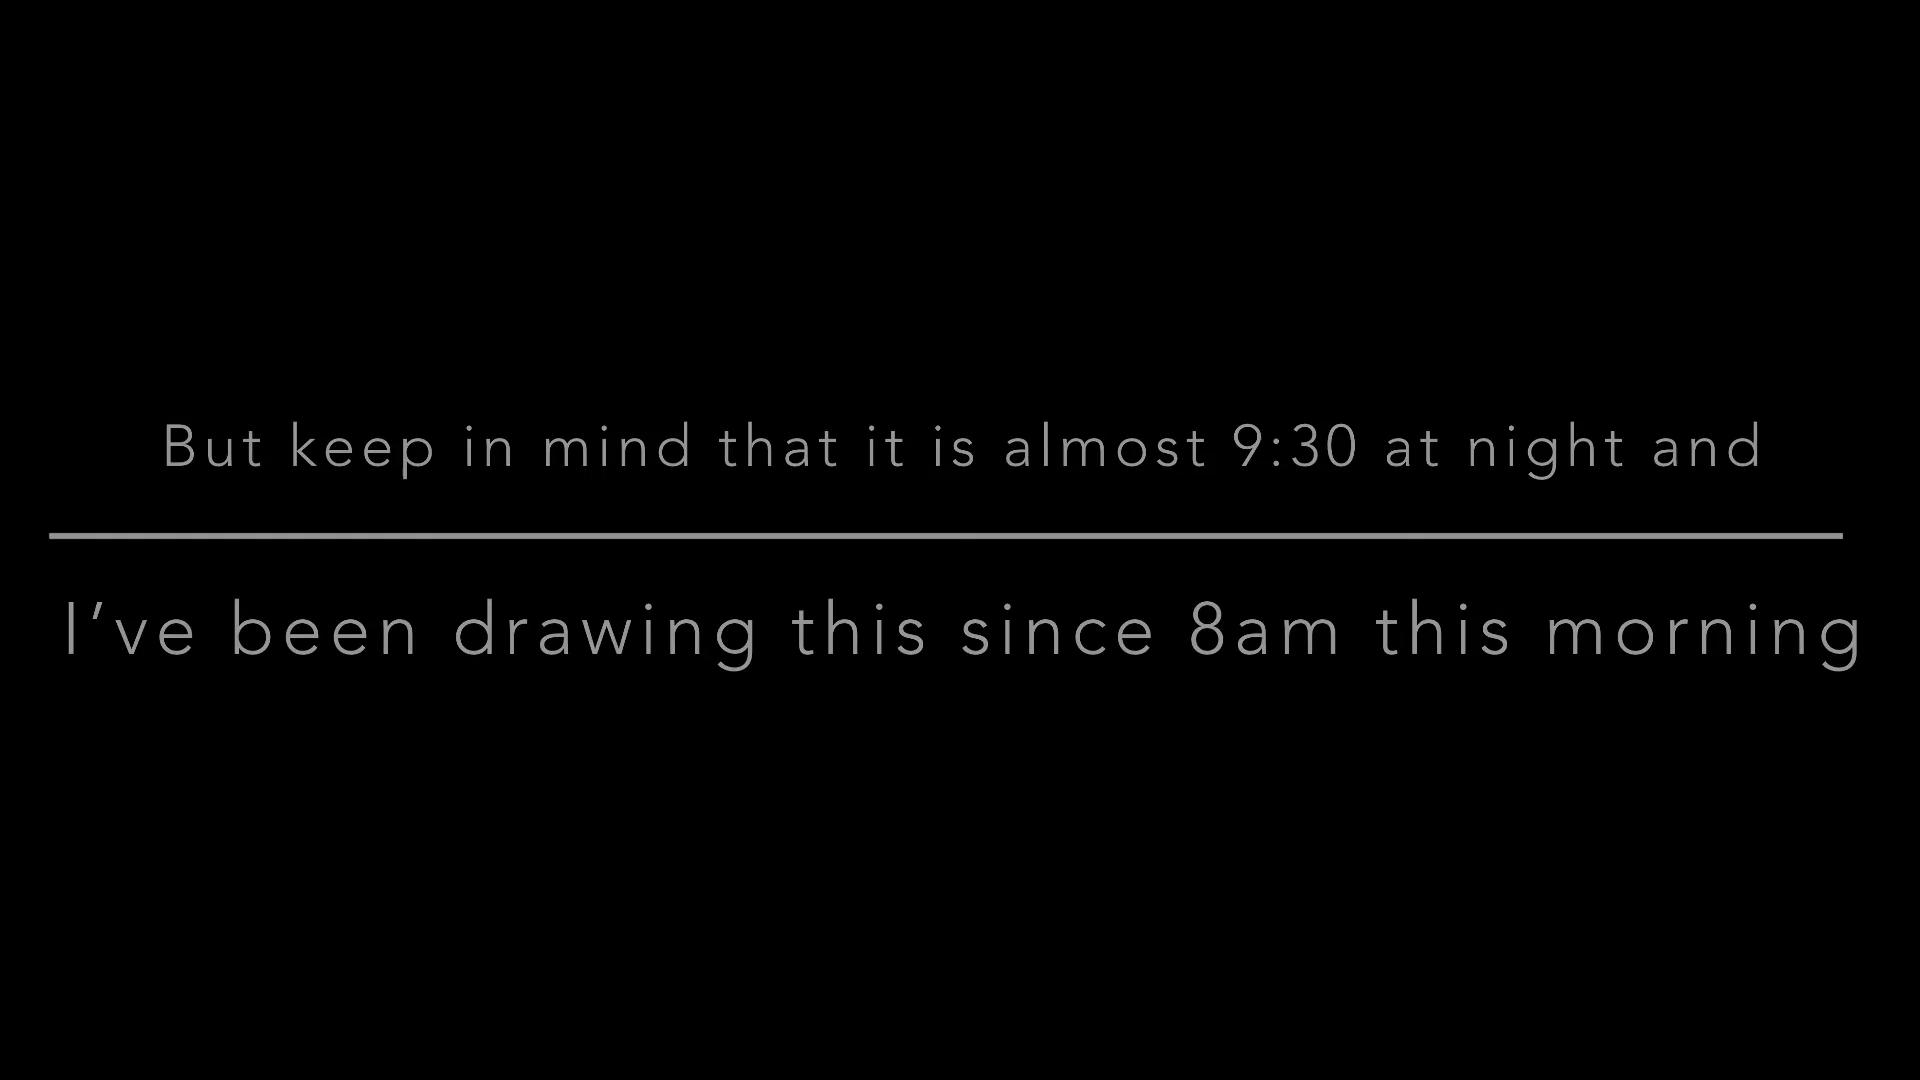 But keep in mind that it is almost 9:30 at night and
I’ve been drawing this since 8am this morning